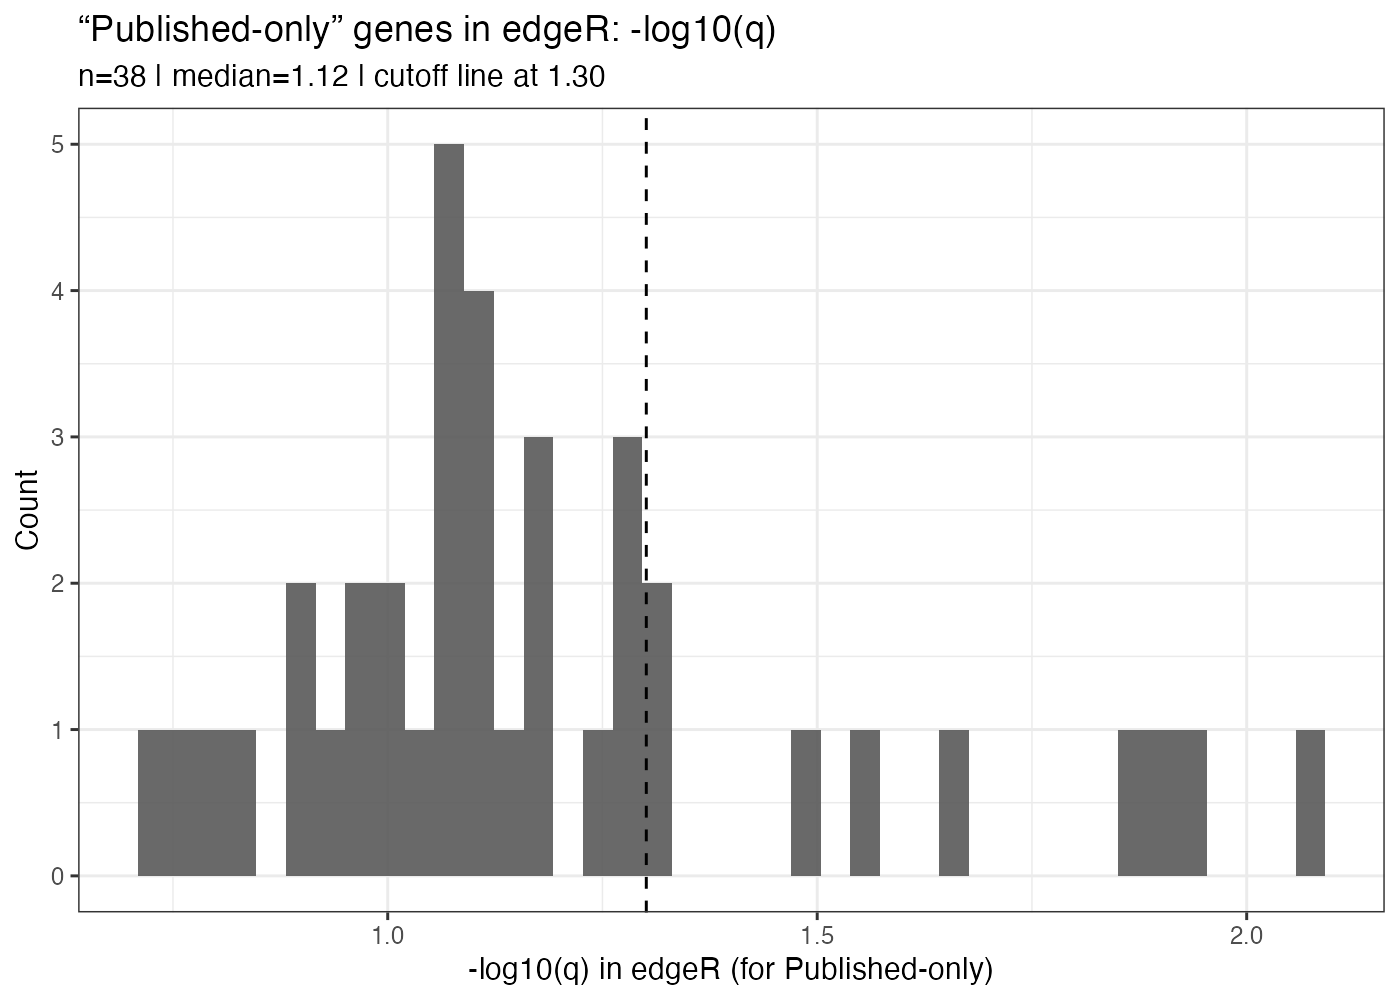 “Published-only” genes in edgeR: -log10(q)
n=38 | median=1.12 | cutoff line at 1.30
5
4
3
2
1
0
Count
1.0 1.5 2.0
-log10(q) in edgeR (for Published-only)